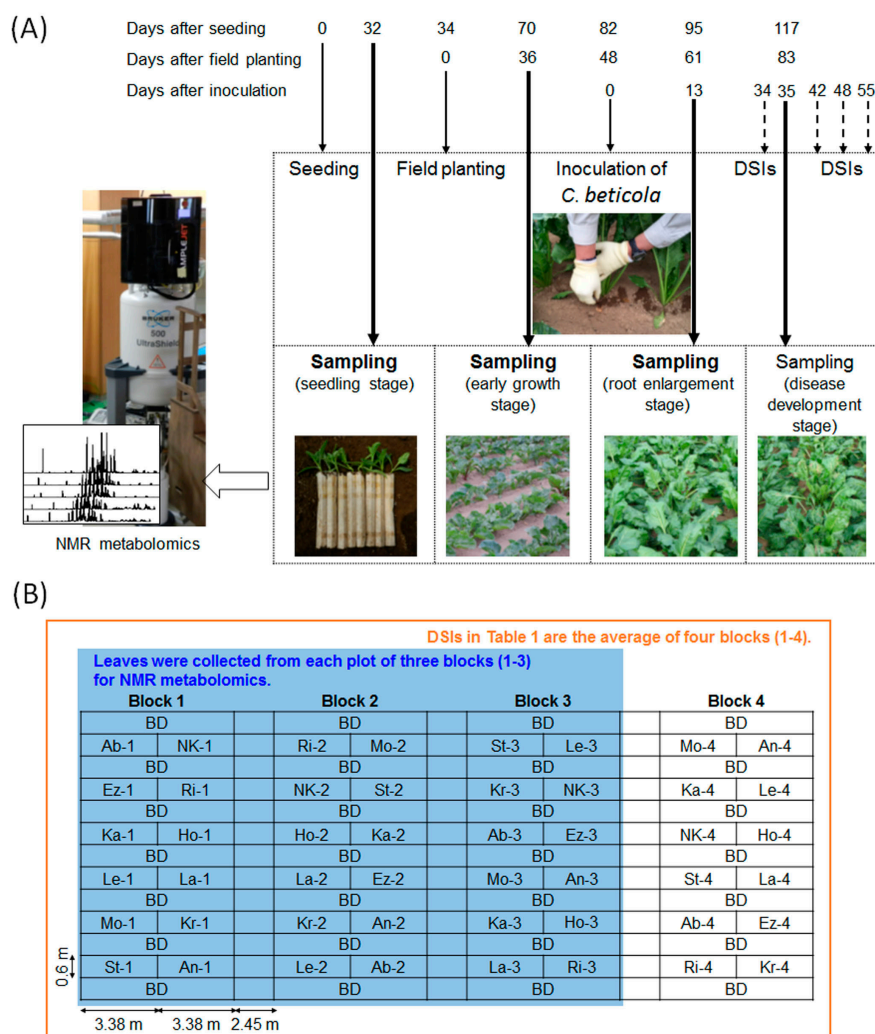 (A)
Days after seeding 0 32 34 70 82 95 117
Days after field planting 0 36 48 61 83
Days after inoculation 0 13 34 35 42 48 55
Seeding
Field planting
Inoculation of
C. beticola
DSIs
DSIs
BRUKER
500
UltraShield
NMR metabolomics
Sampling
(seedling stage)
Sampling
(early growth
stage)
Sampling
(root enlargement
stage)
Sampling
(disease
development
stage)
(B)
DSIs in Table 1 are the average of four blocks (1-4).
Leaves were collected from each plot of three blocks (1-3)
for NMR metabolomics.
Block 1 Block 2 Block 3 Block 4
BD BD BD BD
Ab-1 NK-1 Ri-2 Mo-2 St-3 Le-3 Mo-4 An-4
BD BD BD BD
Ez-1 Ri-1 NK-2 St-2 Kr-3 NK-3 Ka-4 Le-4
BD BD BD BD
Ka-1 Ho-1 Ho-2 Ka-2 Ab-3 Ez-3 NK-4 Ho-4
BD BD BD BD
Le-1 La-1 La-2 Ez-2 Mo-3 An-3 St-4 La-4
BD BD BD BD
Mo-1 Kr-1 Kr-2 An-2 Ka-3 Ho-3 Ab-4 Ez-4
BD BD BD BD
0.6 m St-1 An-1 Le-2 Ab-2 La-3 Ri-3 Ri-4 Kr-4
BD BD BD BD
3.38 m 3.38 m 2.45 m